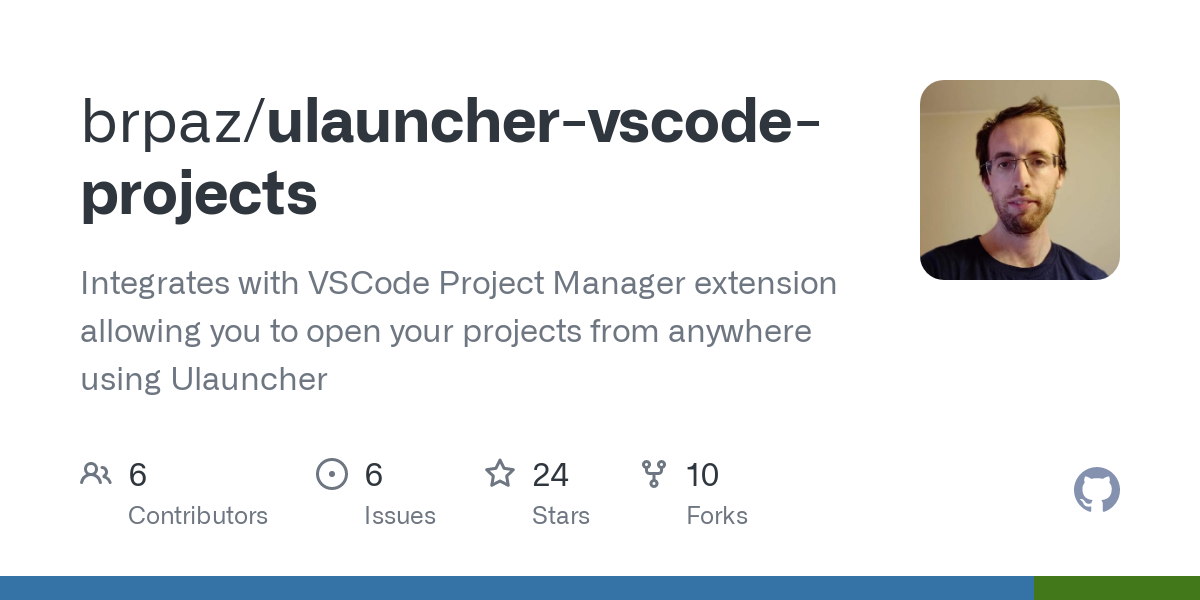 brpaz/ulauncher-vscode-
projects
Integrates with VSCode Project Manager extension
allowing you to open your projects from anywhere
using Ulauncher
6 6 24 10
Contributors Issues Stars Forks